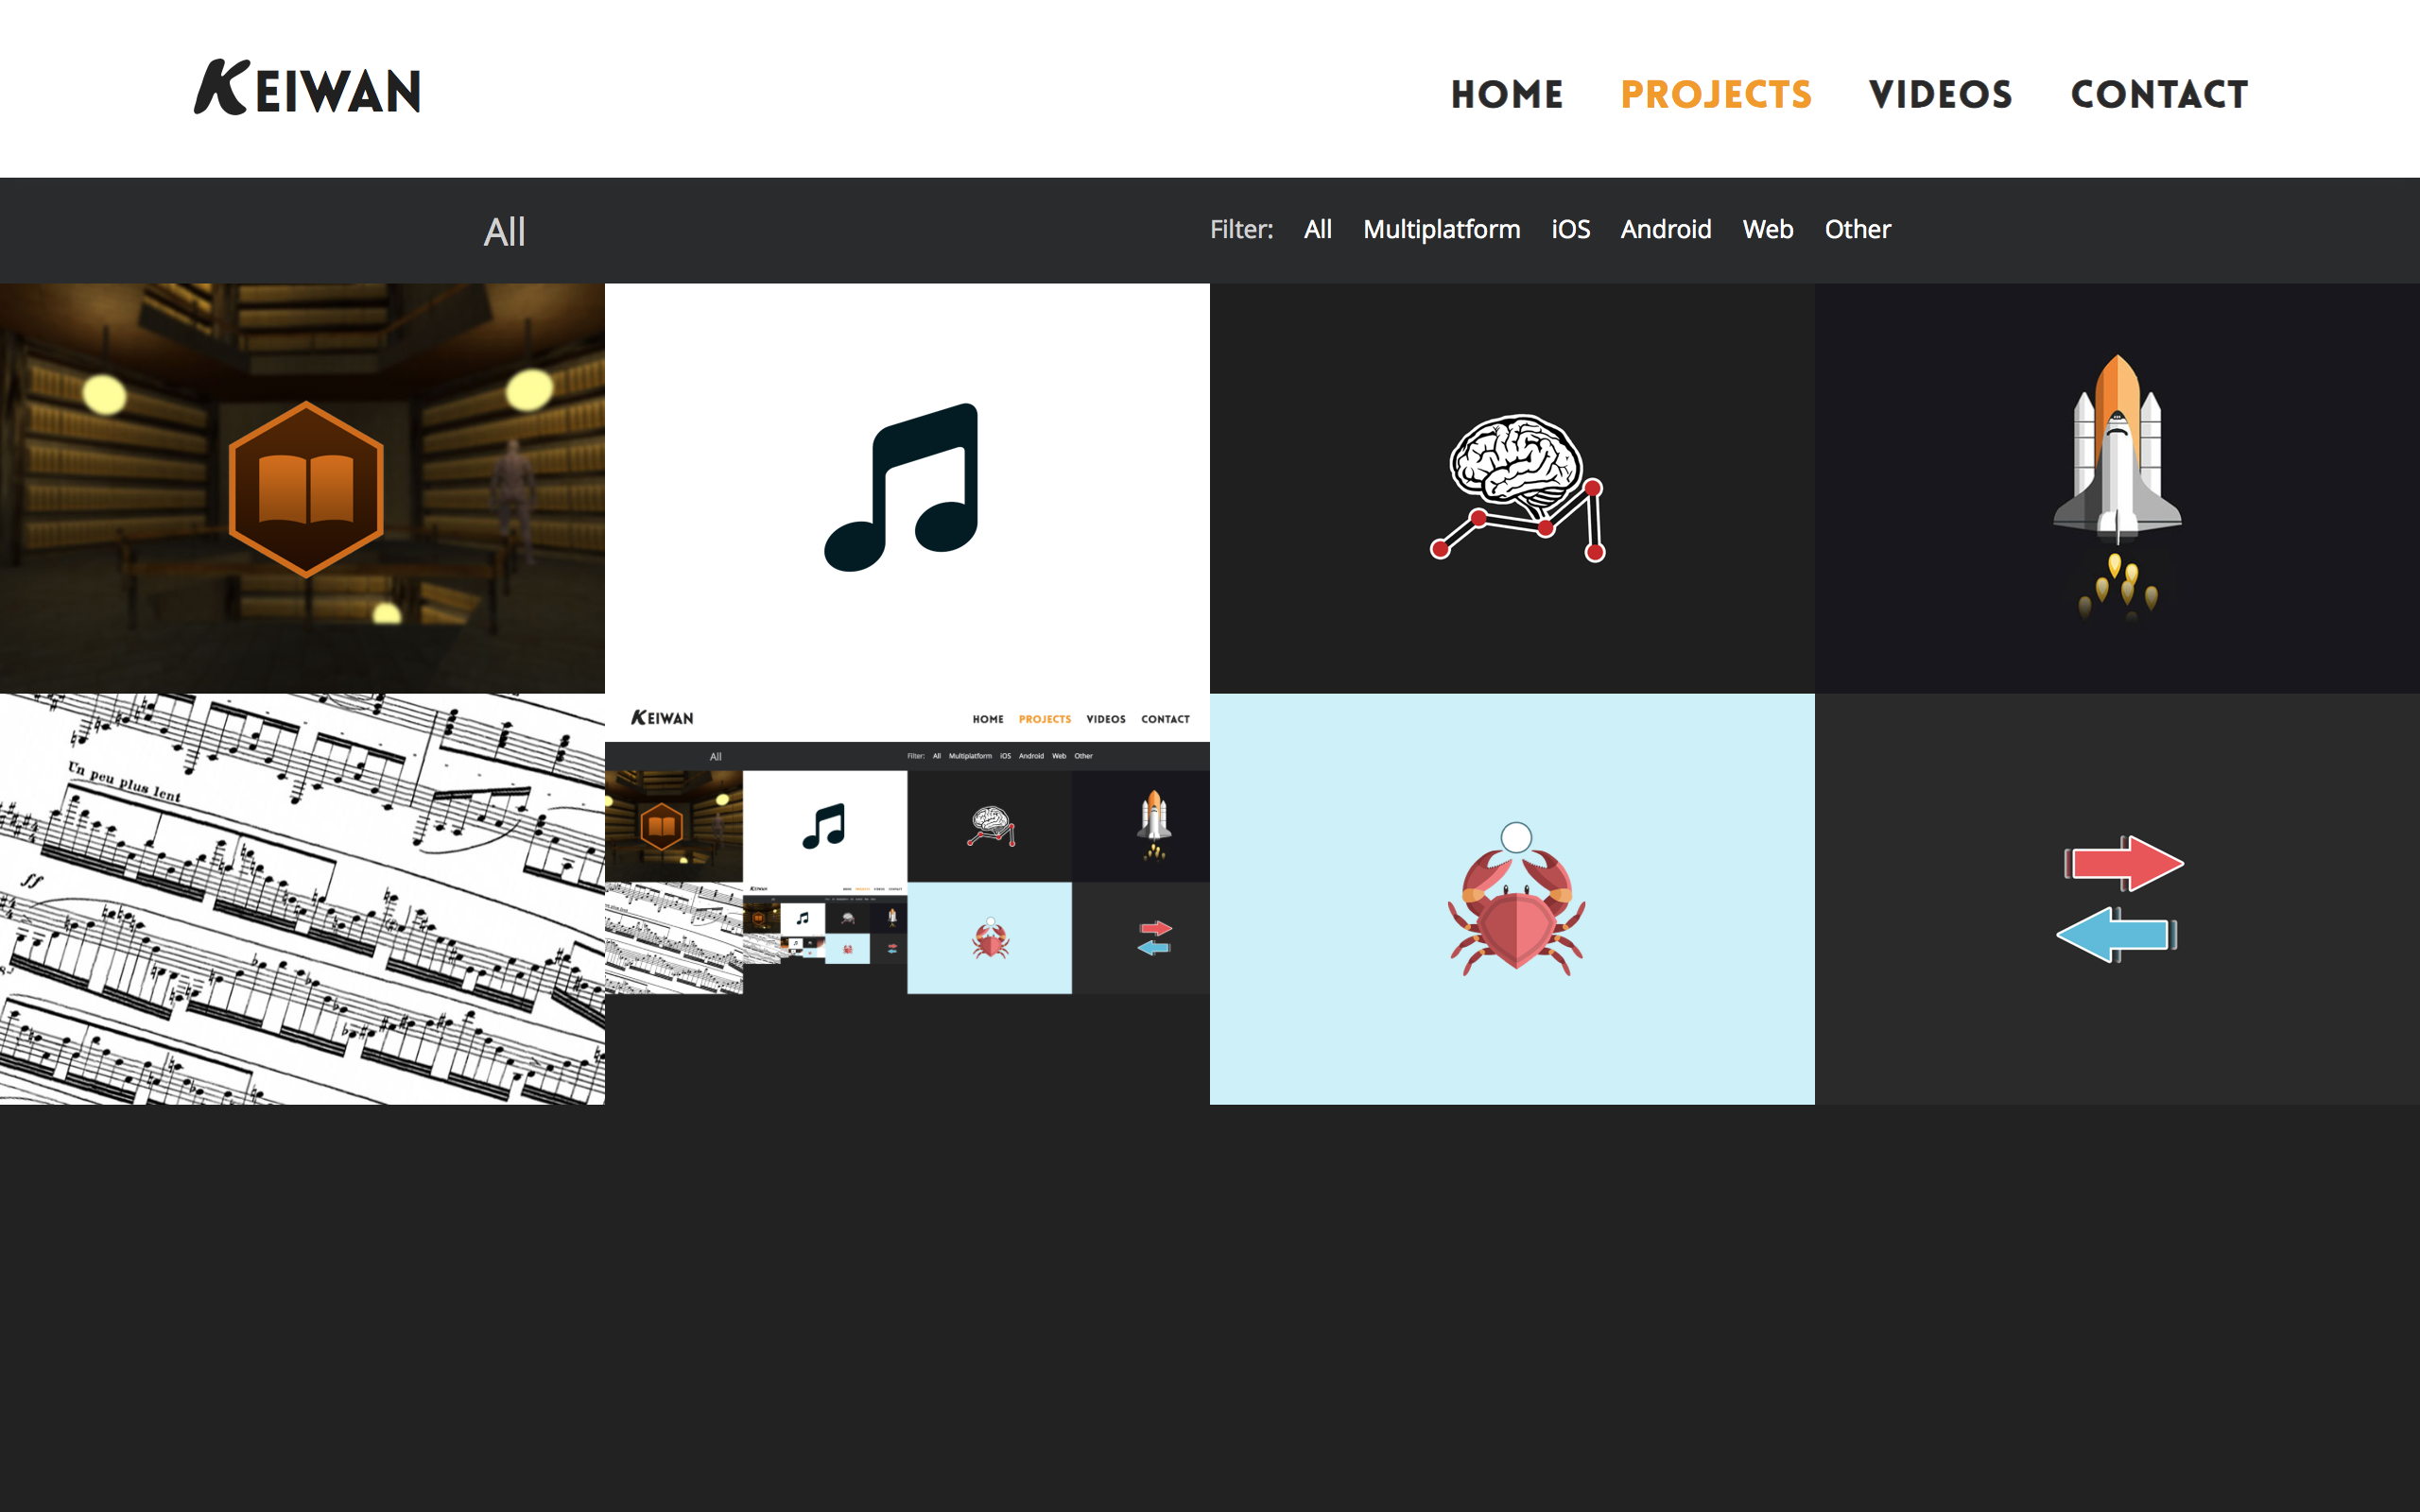 KEIWAN
HOME PROJECTS VIDEOS CONTACT
All
Filter: All Multiplatform iOS Android Web Other
Un peu plus lent
ff
KEIWAN
HOME PROJECTS VIDEOS CONTACT
All
Filter: All Multiplatform iOS Android Web Other
KEIWAN